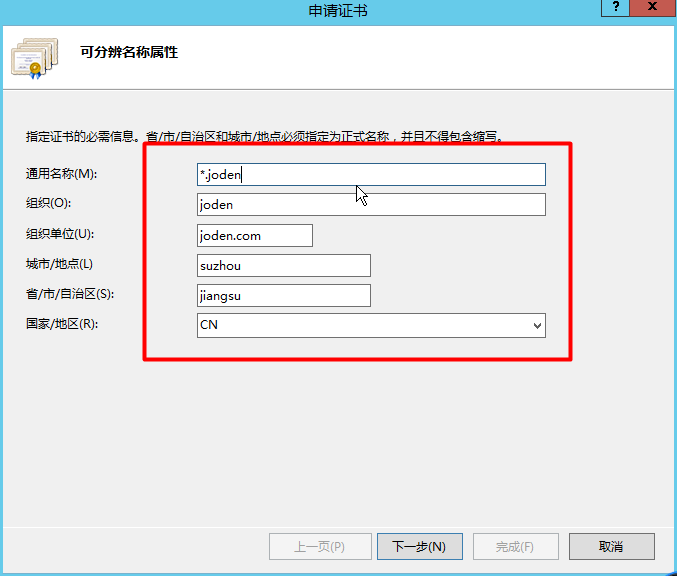 申请证书
? x
可分辨名称属性
指定证书的必需信息。省/市/自治区和城市/地点必须指定为正式名称，并且不得包含缩写。
通用名称(M): *.joden
组织(O): joden
组织单位(U): joden.com
城市/地点(L) suzhou
省/市/自治区(S): jiangsu
国家/地区(R): CN
上一页(P) 下一步(N) 完成(F) 取消